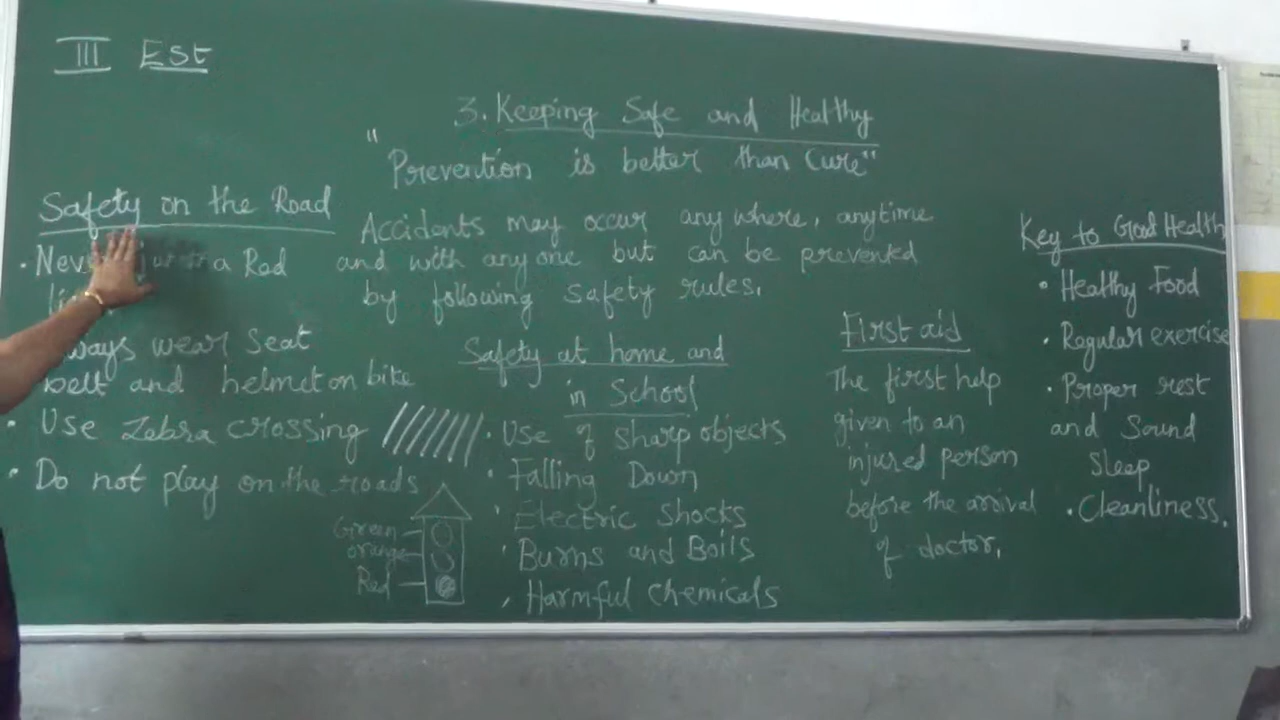 III Est
3. Keeping Safe and Healthy
"Prevention is better than Cure"
Safety on the Road
. Never a Rod
ways wear seat
belt and helmet on bike
• Use Zebra crossing
• Do not play on the roads
Green
orange
Red
Accidents may occur any where, anytime
and with any one but can be prevented
by following safety rules.
Safety at home and
in School
• Use of sharp objects
• Falling Down
• Electric Shocks
• Burns and Boils
• Harmful Chemicals
First aid
The first help
given to an
injured person
before the arrival
of doctor.
Key to Good Health
• Healthy Food
• Regular exercise
• Proper rest
and Sound
Sleep
• Cleanliness.